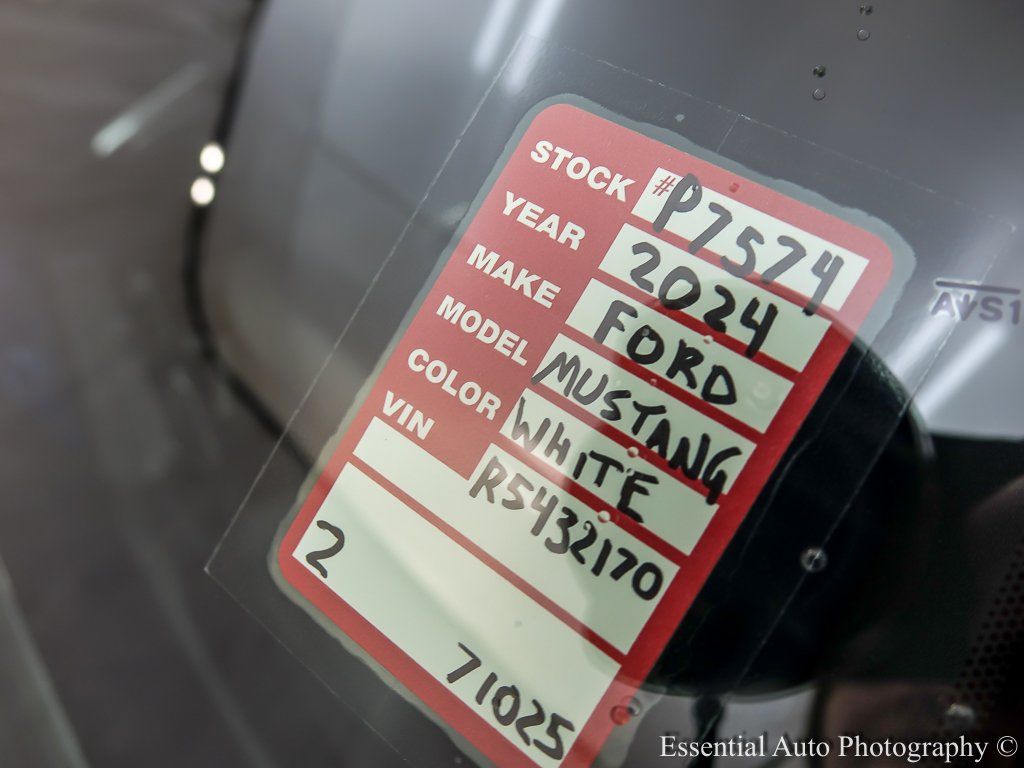 STOCK #P7574
YEAR 2024
MAKE FORD
MODEL MUSTANG
COLOR WHITE
VIN R5432170
2
71025
AVS1
Essential Auto Photography ©